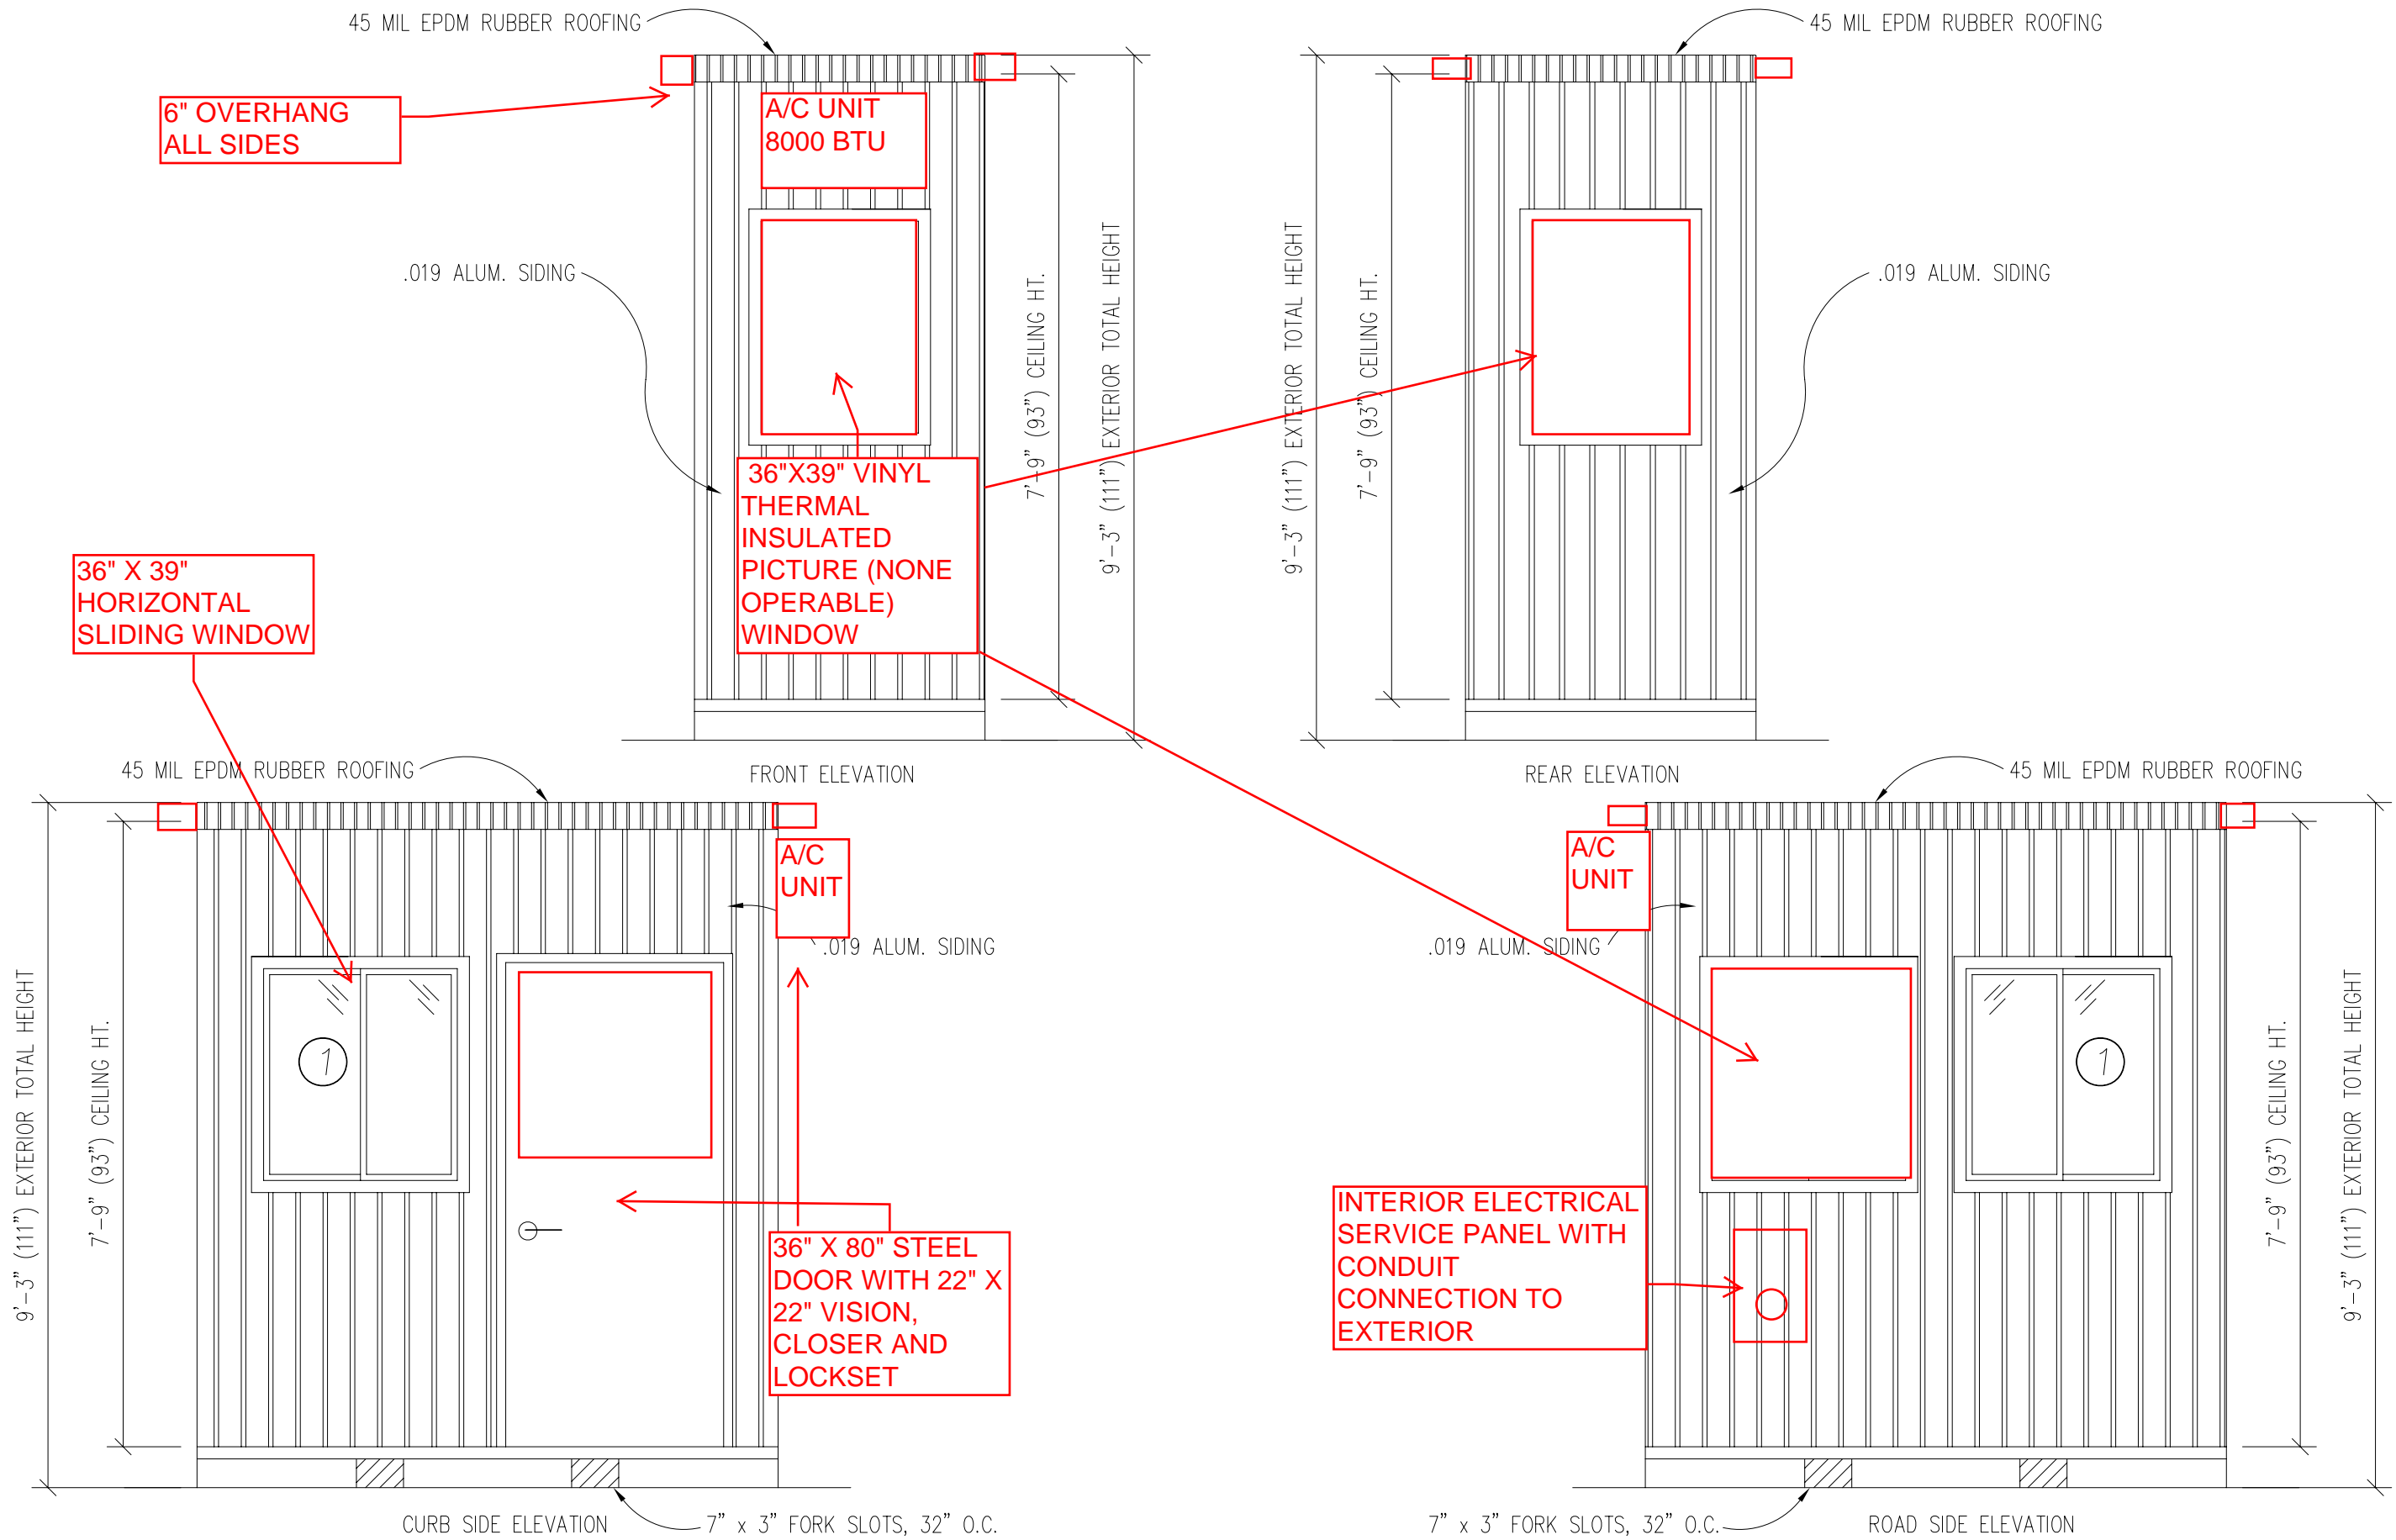 45 MIL EPDM RUBBER ROOFING
45 MIL EPDM RUBBER ROOFING
6" OVERHANG
ALL SIDES
A/C UNIT
8000 BTU
.019 ALUM. SIDING
7'-9" (93") CEILING HT.
9'-3" (111") EXTERIOR TOTAL HEIGHT
9'-3" (111") EXTERIOR TOTAL HEIGHT
7'-9" (93") CEILING HT.
.019 ALUM. SIDING
36"X39" VINYL
THERMAL
INSULATED
PICTURE (NONE
OPERABLE)
WINDOW
36" X 39"
HORIZONTAL
SLIDING WINDOW
FRONT ELEVATION
REAR ELEVATION
45 MIL EPDM RUBBER ROOFING
45 MIL EPDM RUBBER ROOFING
A/C
UNIT
A/C
UNIT
.019 ALUM. SIDING
.019 ALUM. SIDING
9'-3" (111") EXTERIOR TOTAL HEIGHT
7'-9" (93") CEILING HT.
1
1
7'-9" (93") CEILING HT.
9'-3" (111") EXTERIOR TOTAL HEIGHT
36" X 80" STEEL
DOOR WITH 22" X
22" VISION,
CLOSER AND
LOCKSET
INTERIOR ELECTRICAL
SERVICE PANEL WITH
CONDUIT
CONNECTION TO
EXTERIOR
CURB SIDE ELEVATION
7" x 3" FORK SLOTS, 32" O.C.
7" x 3" FORK SLOTS, 32" O.C.
ROAD SIDE ELEVATION